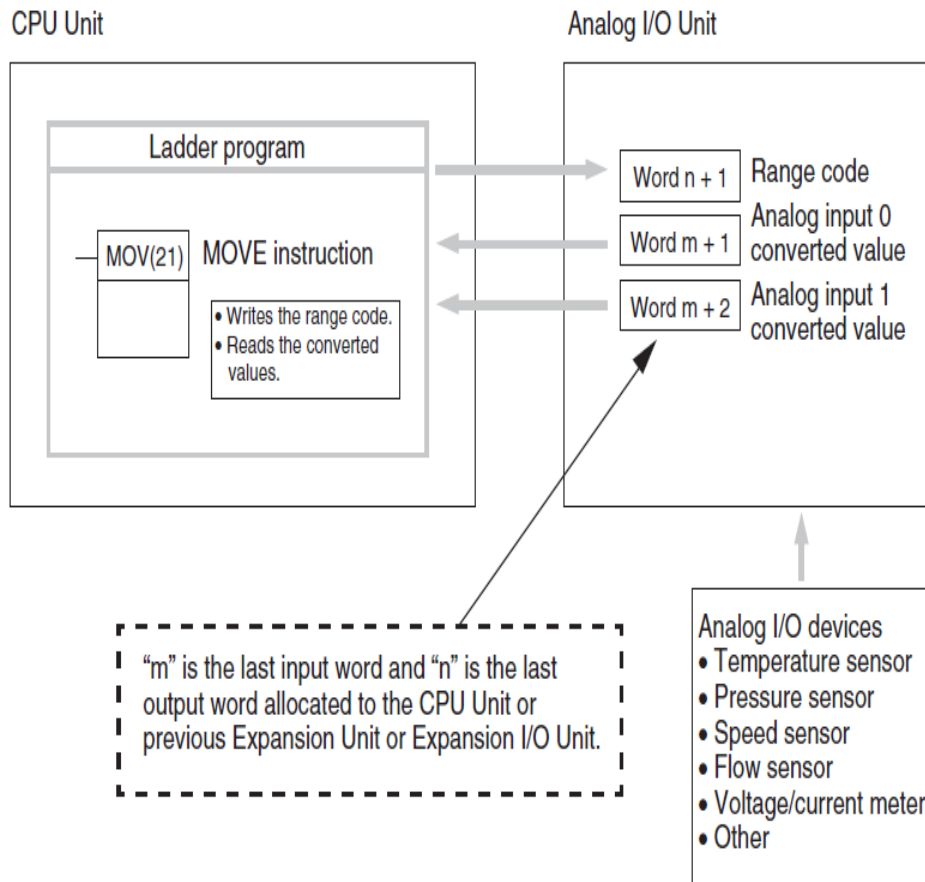 CPU Unit
Analog I/O Unit
Ladder program
MOV(21)
MOVE instruction
• Writes the range code.
• Reads the converted
values.
Word n + 1
Range code
Word m + 1
Analog input 0
converted value
Word m + 2
Analog input 1
converted value
“m” is the last input word and “n” is the last
output word allocated to the CPU Unit or
previous Expansion Unit or Expansion I/O Unit.
Analog I/O devices
• Temperature sensor
• Pressure sensor
• Speed sensor
• Flow sensor
• Voltage/current meter
• Other